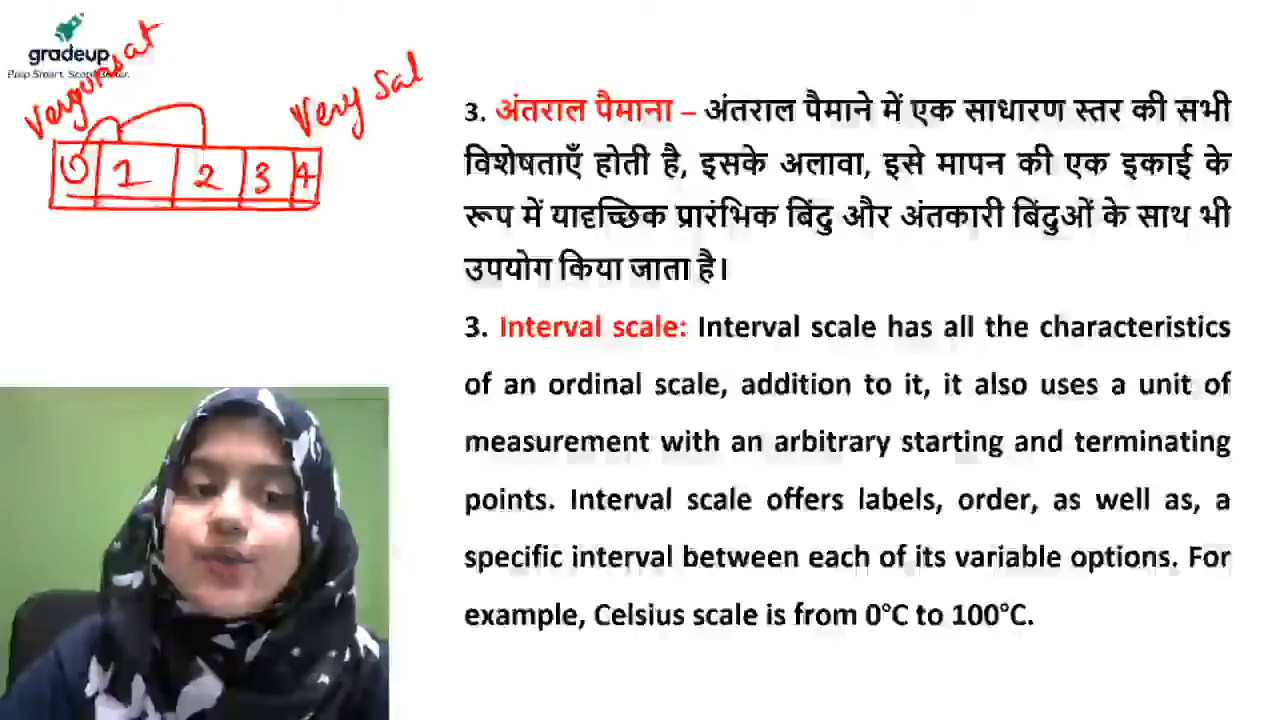 gradeup
Prep Smart. Score Better.
Very Sat
0 1 2 3 4
3. अंतराल पैमाना – अंतराल पैमाने में एक साधारण स्तर की सभी
विशेषताएँ होती है, इसके अलावा, इसे मापन की एक इकाई के
रूप में यादृच्छिक प्रारंभिक बिंदु और अंतकारी बिंदुओं के साथ भी
उपयोग किया जाता है।
3. Interval scale: Interval scale has all the characteristics
of an ordinal scale, addition to it, it also uses a unit of
measurement with an arbitrary starting and terminating
points. Interval scale offers labels, order, as well as, a
specific interval between each of its variable options. For
example, Celsius scale is from 0°C to 100°C.